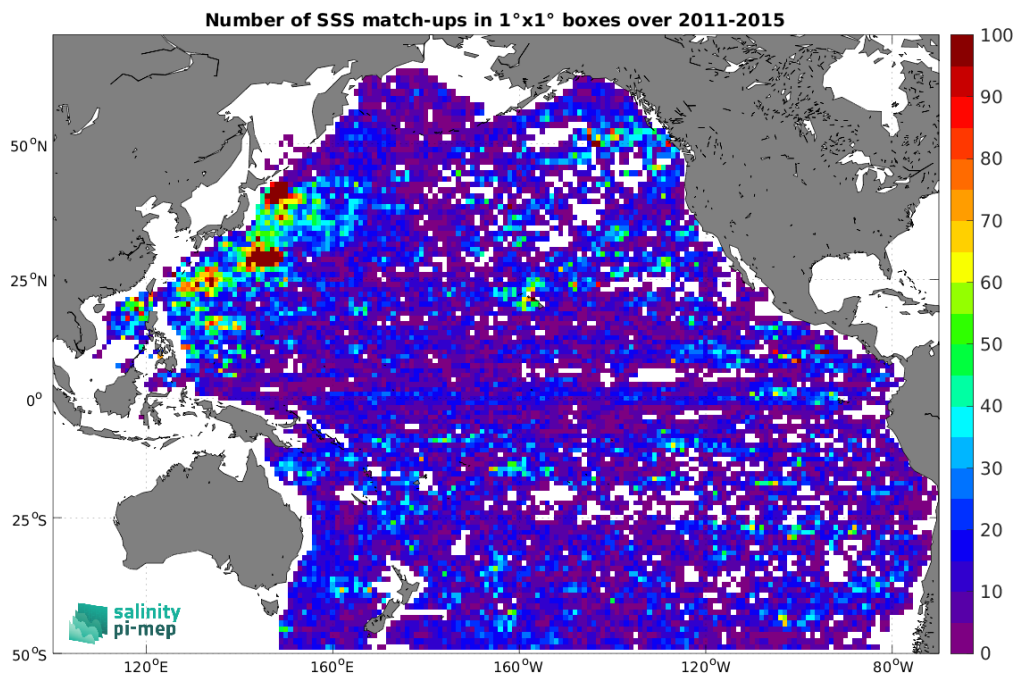 Number of SSS match-ups in 1°x1° boxes over 2011-2015
100
90
80
70
60
50
40
30
20
10
0
50°N
25°N
0°
25°S
50°S
120°E
160°E
160°W
120°W
80°W
salinity
pi-mep